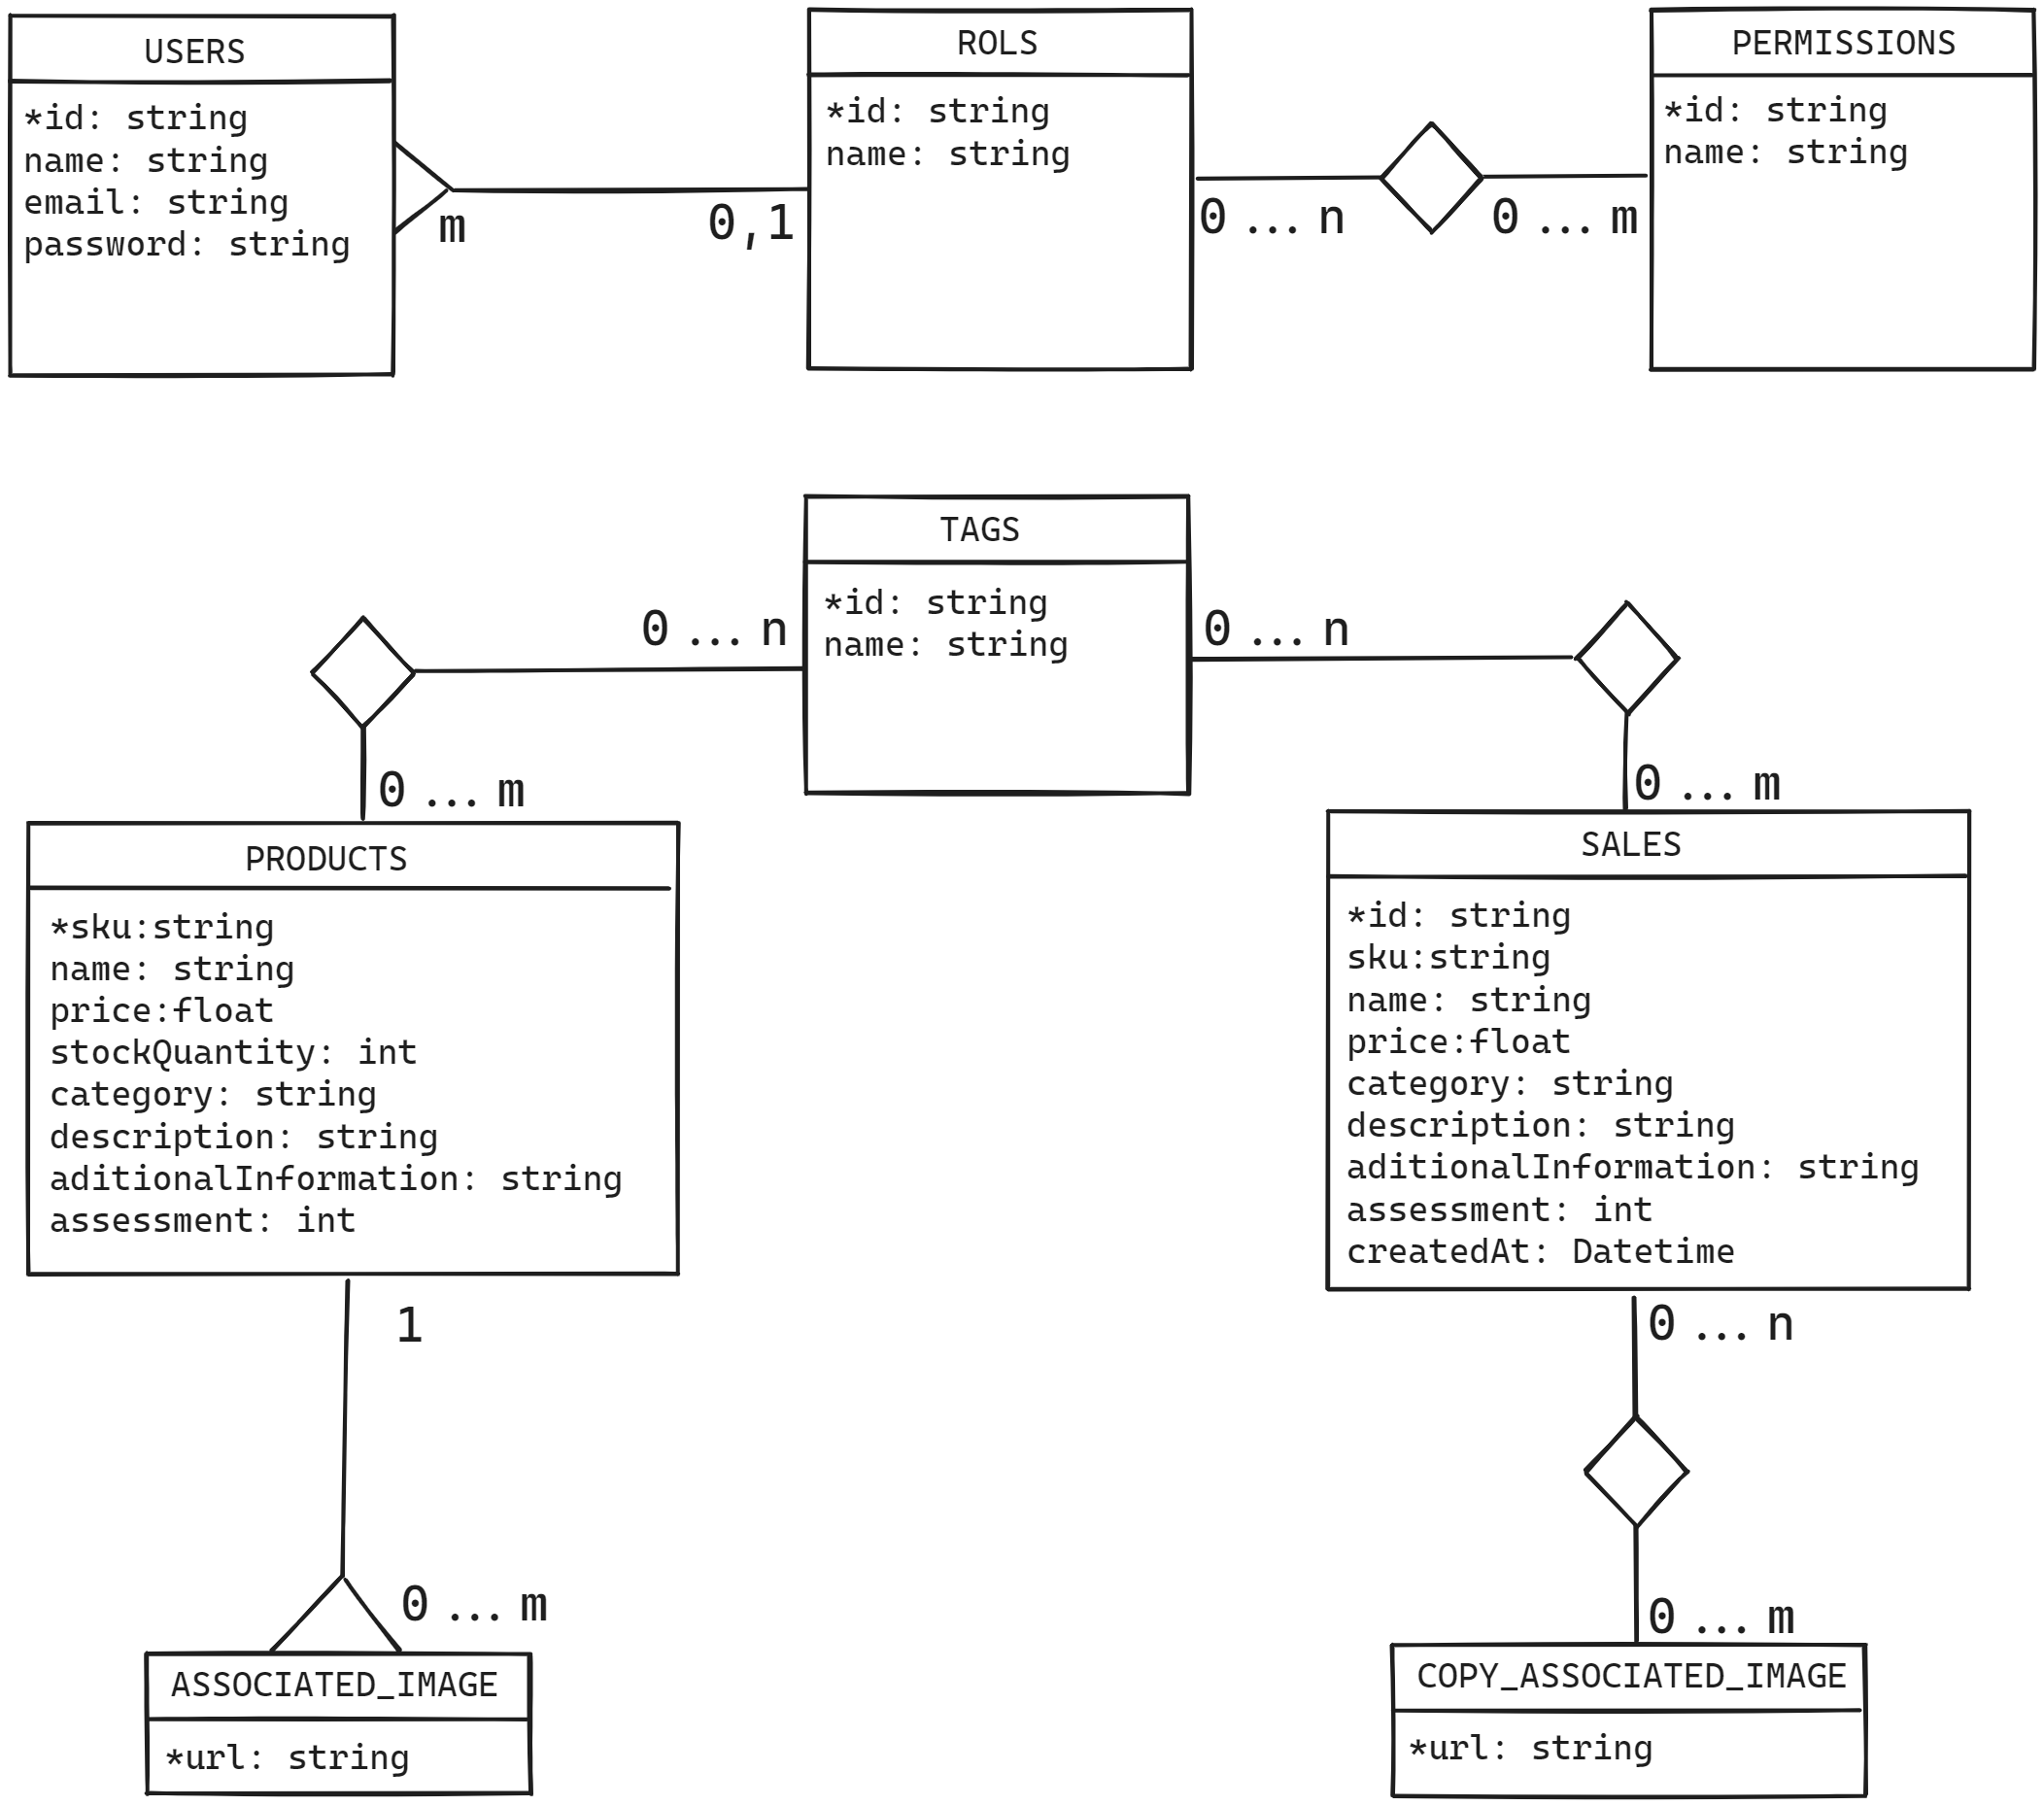 USERS
*id: string
name: string
email: string
password: string
m
0,1
ROLS
*id: string
name: string
0 ... n
0 ... m
PERMISSIONS
*id: string
name: string
TAGS
*id: string
name: string
0 ... n
0 ... n
0 ... m
0 ... m
PRODUCTS
*sku:string
name: string
price:float
stockQuantity: int
category: string
description: string
aditionalInformation: string
assessment: int
1
0 ... m
ASSOCIATED_IMAGE
*url: string
SALES
*id: string
sku:string
name: string
price:float
category: string
description: string
aditionalInformation: string
assessment: int
createdAt: Datetime
0 ... n
0 ... m
COPY_ASSOCIATED_IMAGE
*url: string